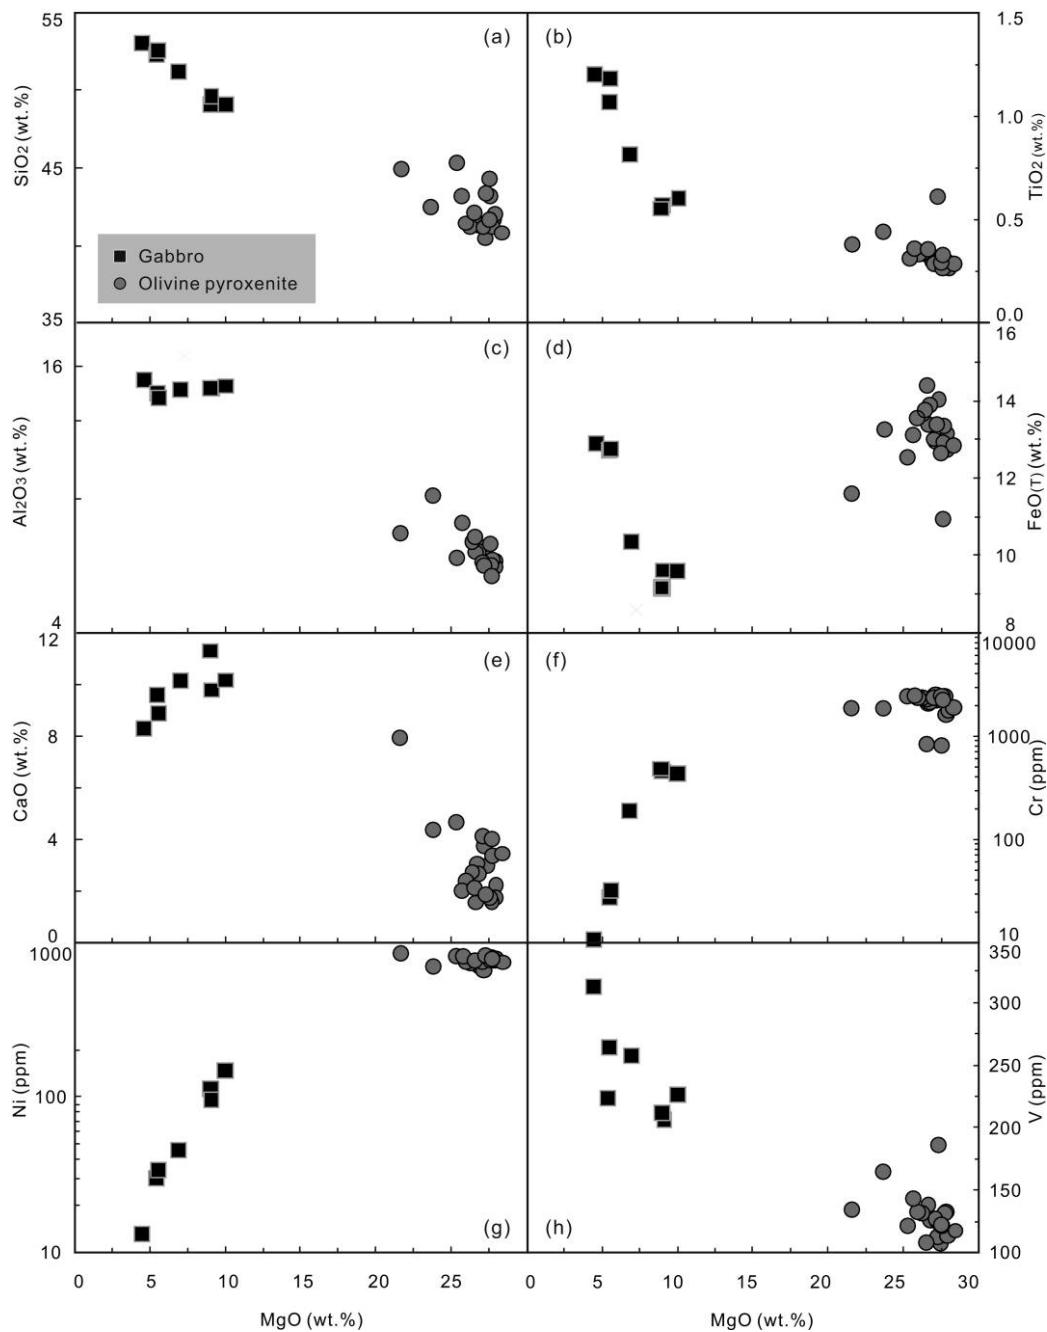 55
(a)
(b)
1.5
SiO2 (wt.%)
45
1.0
TiO2 (wt.%)
0.5
Gabbro
Olivine pyroxenite
35
0.0
16
(c)
(d)
16
Al2O3 (wt.%)
14
12
FeO(T) (wt.%)
10
4
8
12
(e)
(f)
10000
CaO (wt.%)
8
1000
Cr (ppm)
4
100
0
10
1000
350
300
Ni (ppm)
100
250
V (ppm)
200
150
(g)
(h)
10
100
0 5 10 15 20 25 0 5 10 15 20 25 30
MgO (wt.%)
MgO (wt.%)